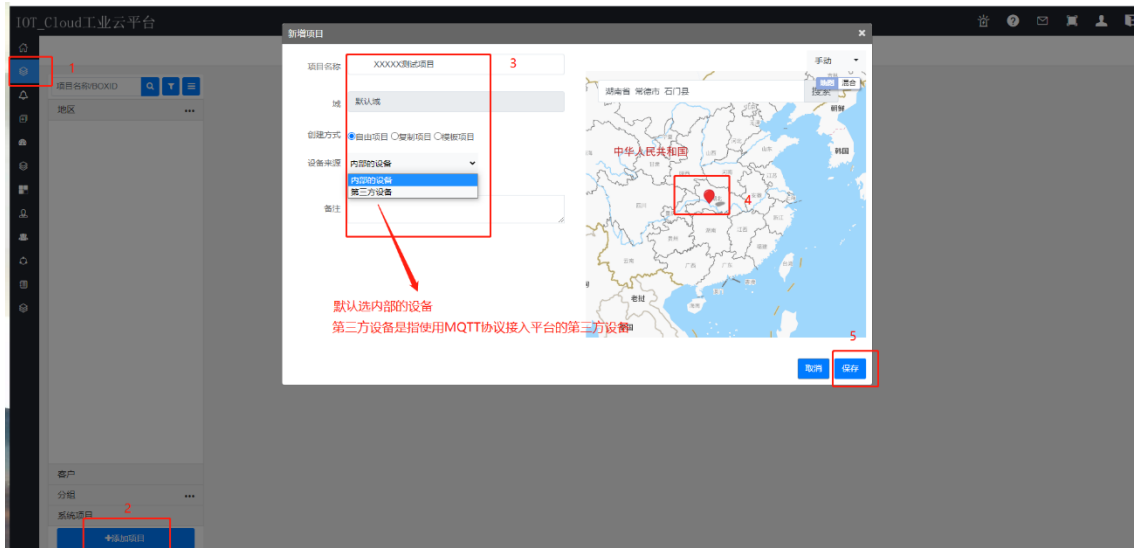 IOT_Cloud工业云平台
1
项目名称/BOXID
地区
客户
分组
系统项目
2
+添加项目
新增项目
×
项目名称
XXXXX测试项目
3
域
默认域
创建方式
自由项目 复制项目 模板项目
设备来源
内部的设备
内部的设备
第三方设备
备注
默认选内部的设备
第三方设备是指使用MQTT协议接入平台的第三方设备
手动
湖南省 常德市 石门县
搜索
地图 混合
朝鲜
韩国
中华人民共和国
4
老挝
5
取消
保存